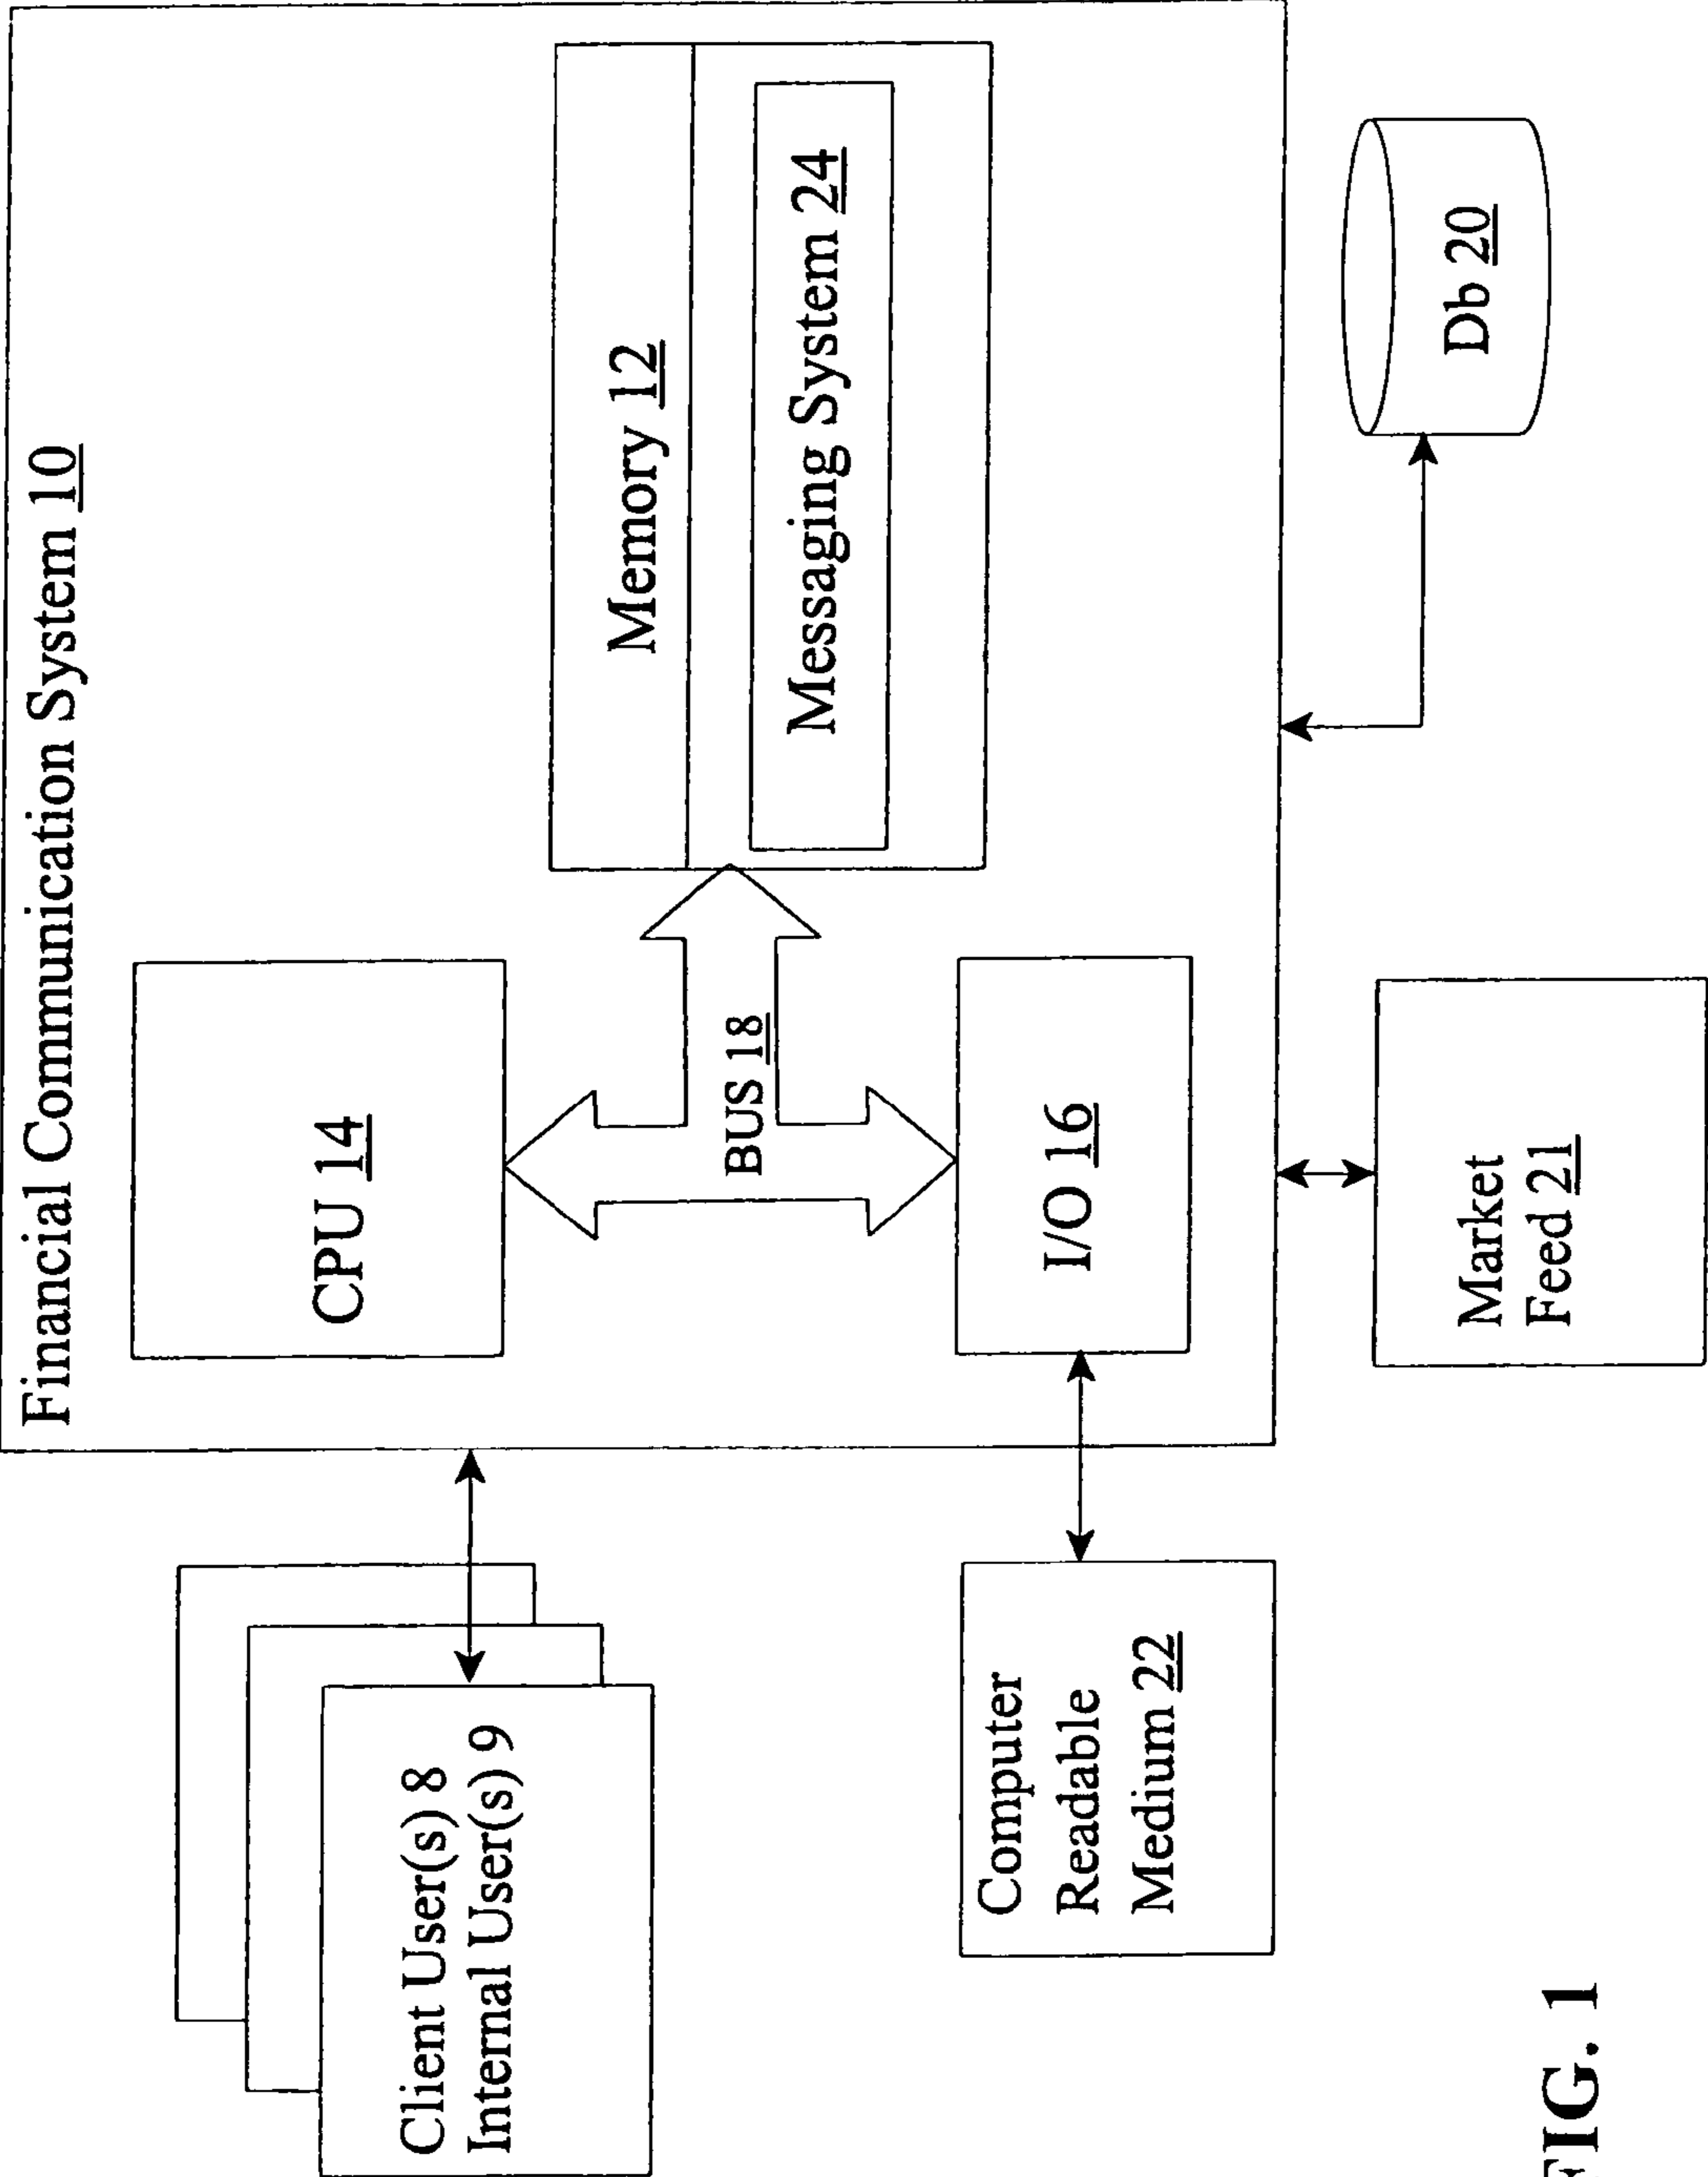 Financial Communication System 10
Client User(s) 8
Internal User(s) 9
CPU 14
Memory 12
BUS 18
Messaging System 24
Computer
Readable
Medium 22
I/O 16
Market
Feed 21
Db 20
FIG. 1